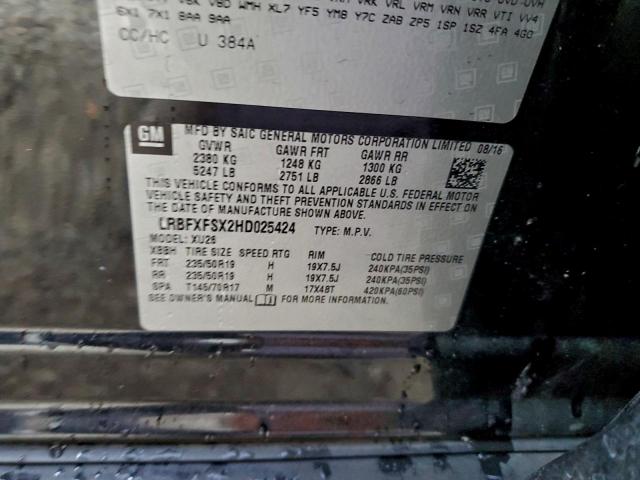 V8K V8D WMH XL7 YF5 YM8 Y7C ZAB ZP5 1SP 1SZ 4FA 4GO
6X1 7X1 8AA 9AA
CC/HC U 384A
GM
MFD BY SAIC GENERAL MOTORS CORPORATION LIMITED 08/16
GVWR GAWR FRT GAWR RR
2380 KG 1248 KG 1300 KG
5247 LB 2751 LB 2866 LB
THIS VEHICLE CONFORMS TO ALL APPLICABLE U.S. FEDERAL MOTOR
VEHICLE SAFETY AND THEFT PREVENTION STANDARDS IN EFFECT ON THE
DATE OF MANUFACTURE SHOWN ABOVE.
LRBFXFSX2HD025424 TYPE: M.P.V.
XU26
XBBH TIRE SIZE SPEED RTG RIM COLD TIRE PRESSURE
FRT 235/50R19 H 19X7.5J 240KPA(35PSI)
RR 235/50R19 H 19X7.5J 240KPA(35PSI)
SPA T145/70R17 M 17X4BT 420KPA(60PSI)
SEE OWNER'S MANUAL FOR ADDITIONAL INFORMATION.